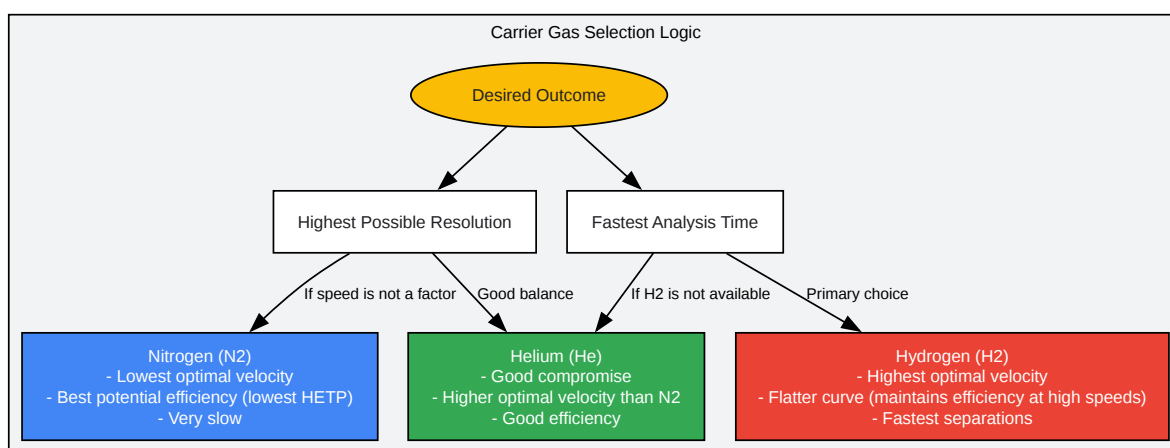 Carrier Gas Selection Logic
Desired Outcome
Highest Possible Resolution
Fastest Analysis Time
If speed is not a factor
Good balance
If H2 is not available
Primary choice
Nitrogen (N2)
- Lowest optimal velocity
- Best potential efficiency (lowest HETP)
- Very slow
Helium (He)
- Good compromise
- Higher optimal velocity than N2
- Good efficiency
Hydrogen (H2)
- Highest optimal velocity
- Flatter curve (maintains efficiency at high speeds)
- Fastest separations